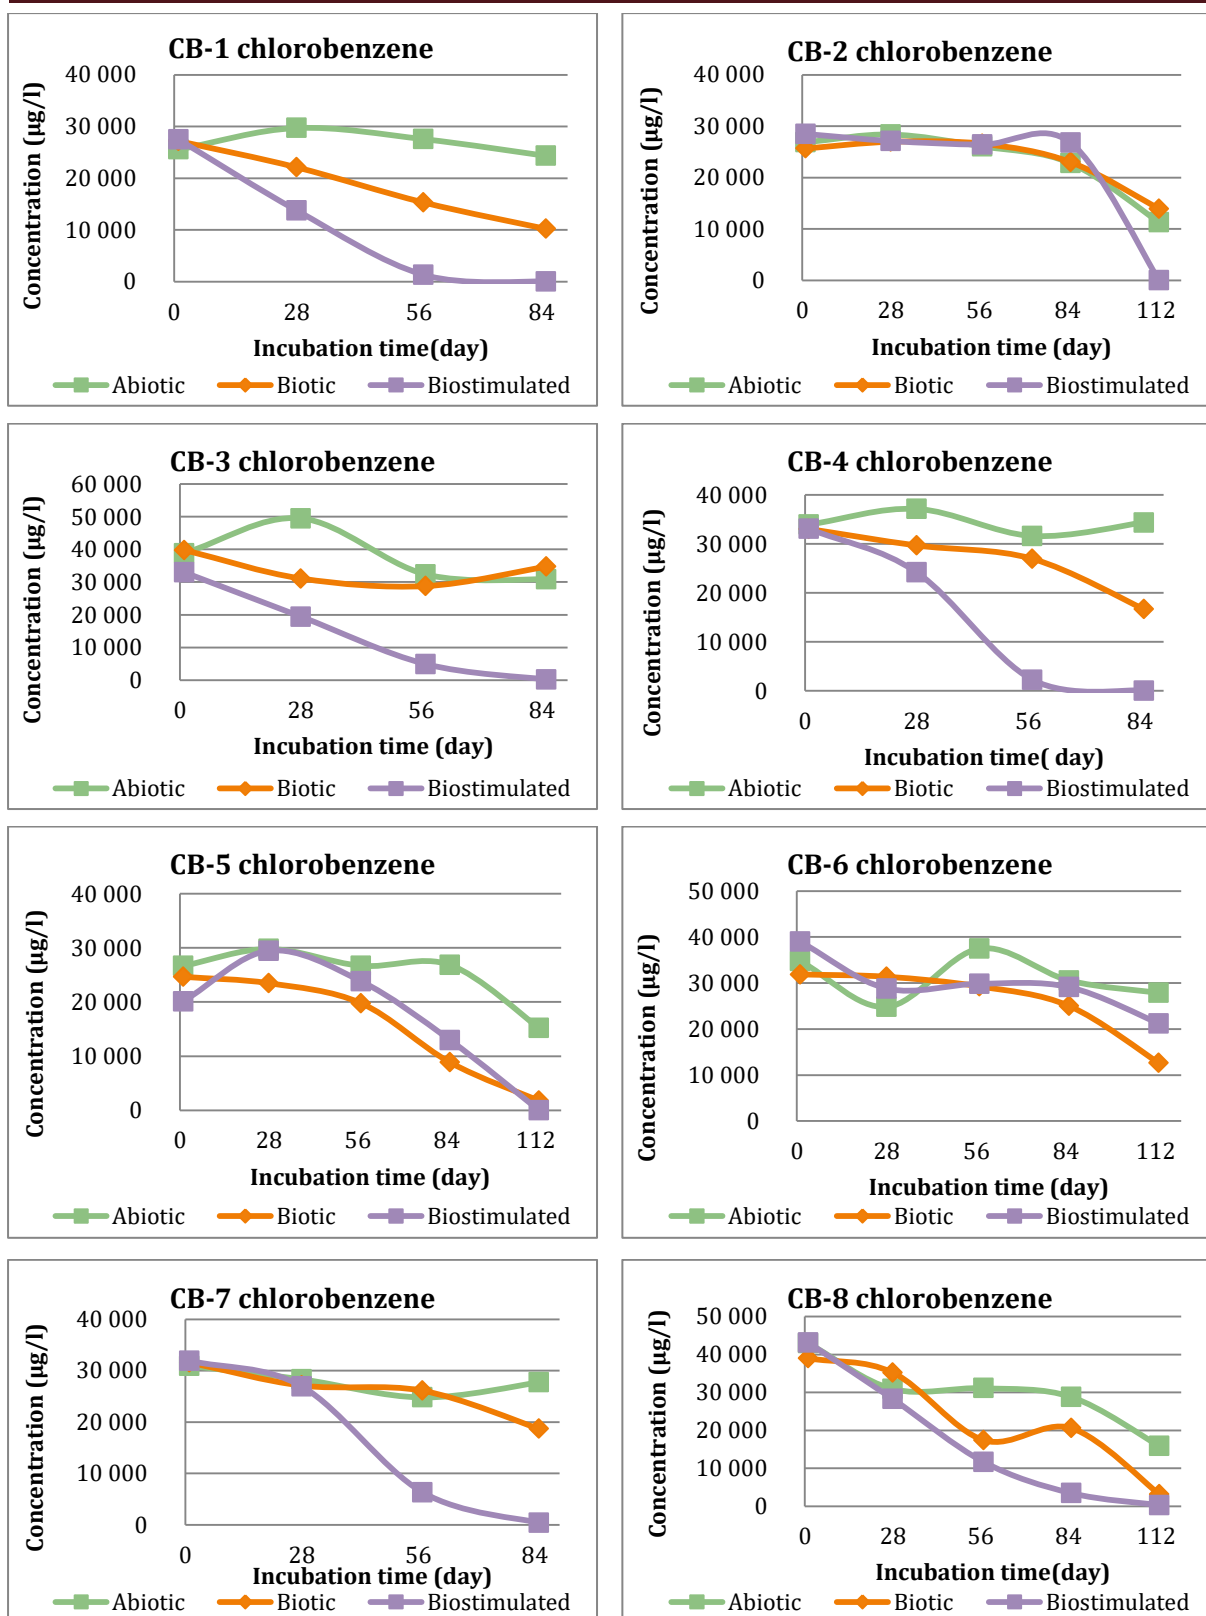 CB-1 chlorobenzene
Concentration (µg/l)
40 000
30 000
20 000
10 000
0
0 28 56 84
Incubation time(day)
Abiotic Biotic Biostimulated
CB-2 chlorobenzene
Concentration (µg/l)
40 000
30 000
20 000
10 000
0
0 28 56 84 112
Incubation time (day)
Abiotic Biotic Biostimulated
CB-3 chlorobenzene
Concentration (µg/l)
60 000
50 000
40 000
30 000
20 000
10 000
0
0 28 56 84
Incubation time (day)
Abiotic Biotic Biostimulated
CB-4 chlorobenzene
Concentration (µg/l)
40 000
30 000
20 000
10 000
0
0 28 56 84
Incubation time( day)
Abiotic Biotic Biostimulated
CB-5 chlorobenzene
Concentration (µg/l)
40 000
30 000
20 000
10 000
0
0 28 56 84 112
Incubation time (day)
Abiotic Biotic Biostimulated
CB-6 chlorobenzene
Concentration (µg/l)
50 000
40 000
30 000
20 000
10 000
0
0 28 56 84 112
Incubation time (day)
Abiotic Biotic Biostimulated
CB-7 chlorobenzene
Concentration (µg/l)
40 000
30 000
20 000
10 000
0
0 28 56 84
Incubation time (day)
Abiotic Biotic Biostimulated
CB-8 chlorobenzene
Concentration (µg/l)
50 000
40 000
30 000
20 000
10 000
0
0 28 56 84 112
Incubation time(day)
Abiotic Biotic Biostimulated